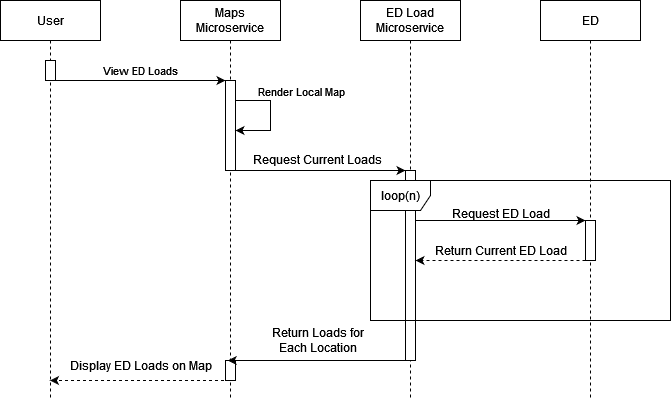 User
Maps
Microservice
ED Load
Microservice
ED
View ED Loads
Render Local Map
Request Current Loads
loop(n)
Request ED Load
Return Current ED Load
Return Loads for
Each Location
Display ED Loads on Map